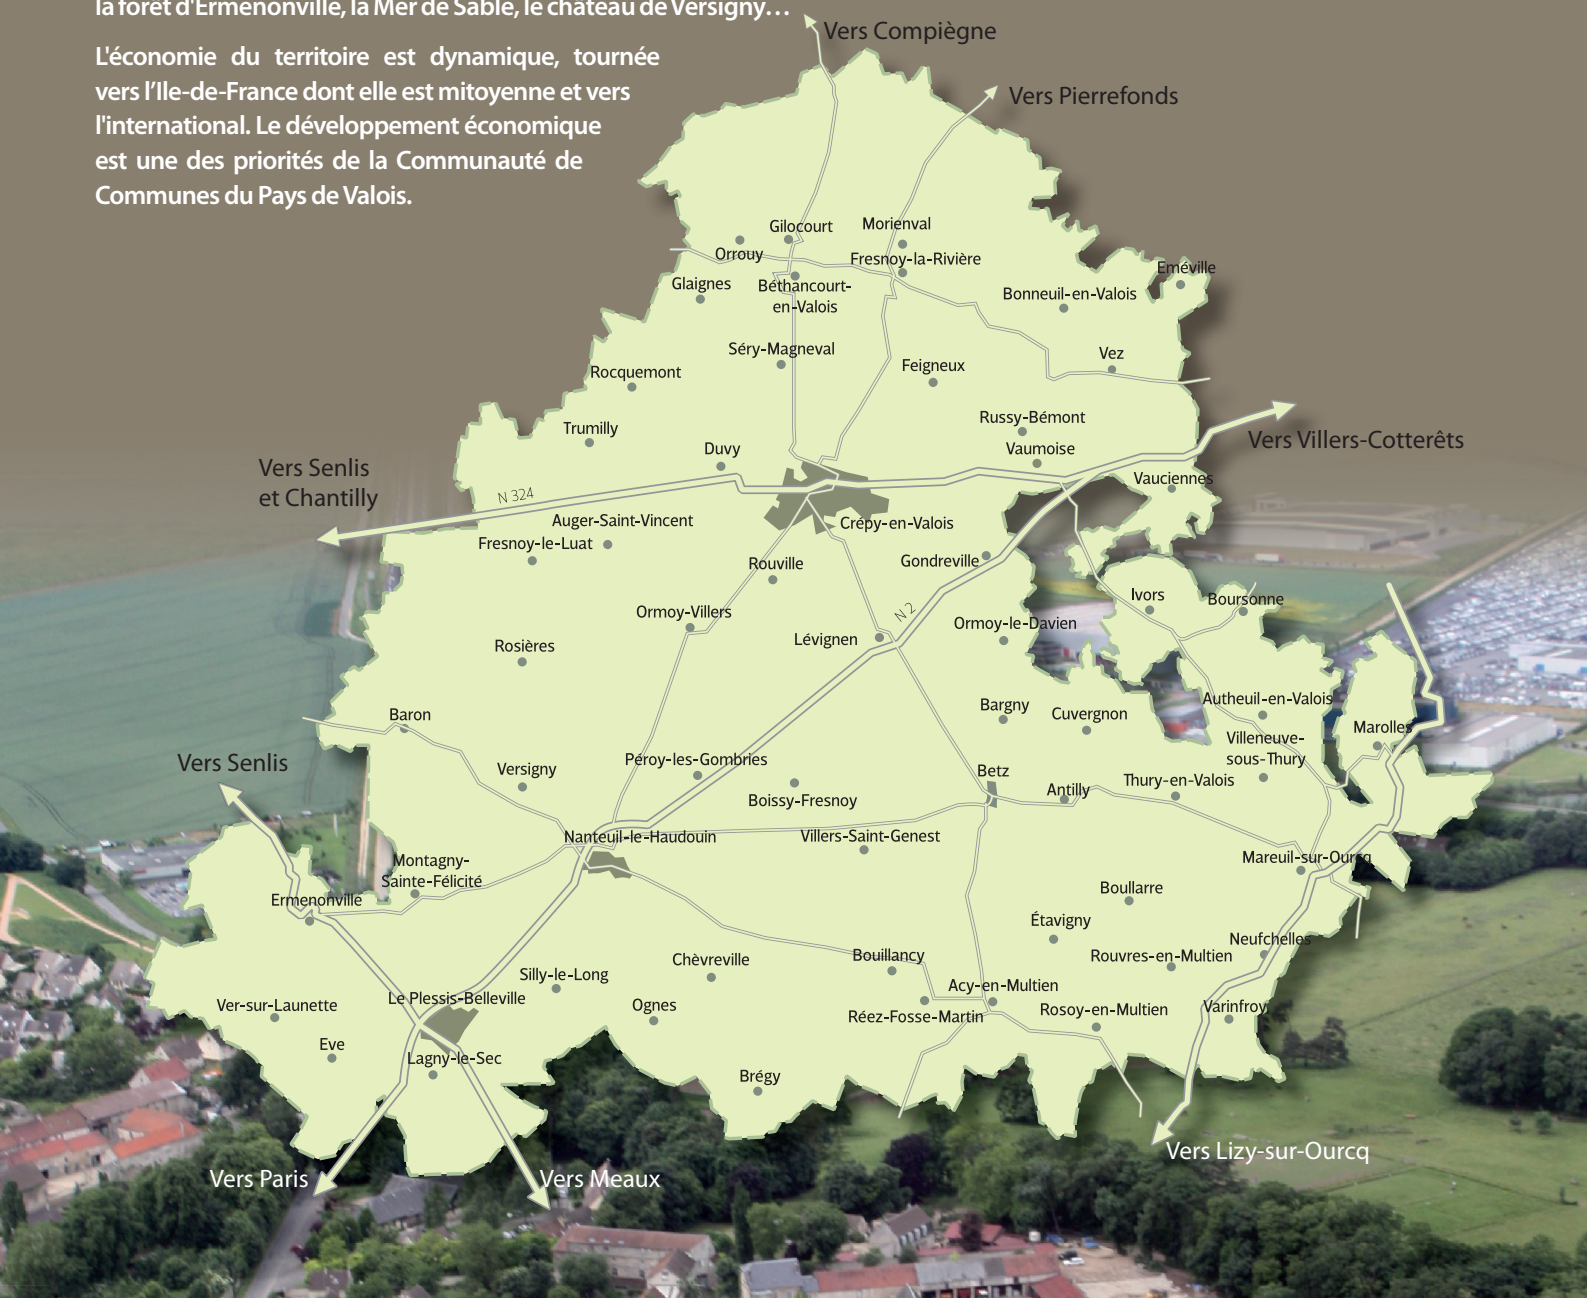 la forêt d'Ermenonville, la Mer de Sable, le château de Versigny…
L'économie du territoire est dynamique, tournée
vers l’Ile-de-France dont elle est mitoyenne et vers
l'international. Le développement économique
est une des priorités de la Communauté de
Communes du Pays de Valois.
Vers Compiègne
Vers Pierrefonds
Gilocourt
Morienval
Orrouy
Fresnoy-la-Rivière
Eméville
Glaignes
Béthancourt-
en-Valois
Bonneuil-en-Valois
Séry-Magneval
Vez
Rocquemont
Feigneux
Russy-Bémont
Trumilly
Vaumoise
Vers Villers-Cotterêts
Duvy
Vers Senlis
et Chantilly
N 324
Vauciennes
Auger-Saint-Vincent
Crépy-en-Valois
Fresnoy-le-Luat
Rouville
Gondreville
Ivors
Boursonne
N 2
Ormoy-Villers
Lévignen
Ormoy-le-Davien
Rosières
Autheuil-en-Valois
Bargny
Cuvergnon
Baron
Marolles
Villeneuve-
sous-Thury
Vers Senlis
Versigny
Péroy-les-Gombries
Betz
Thury-en-Valois
Antilly
Boissy-Fresnoy
Nanteuil-le-Haudouin
Villers-Saint-Genest
Montagny-
Sainte-Félicité
Mareuil-sur-Ourcq
Boullarre
Ermenonville
Étavigny
Neufchelles
Chèvreville
Bouillancy
Rouvres-en-Multien
Silly-le-Long
Acy-en-Multien
Ver-sur-Launette
Le Plessis-Belleville
Ognes
Réez-Fosse-Martin
Rosoy-en-Multien
Varinfroy
Eve
Lagny-le-Sec
Brégy
Vers Paris
Vers Meaux
Vers Lizy-sur-Ourcq